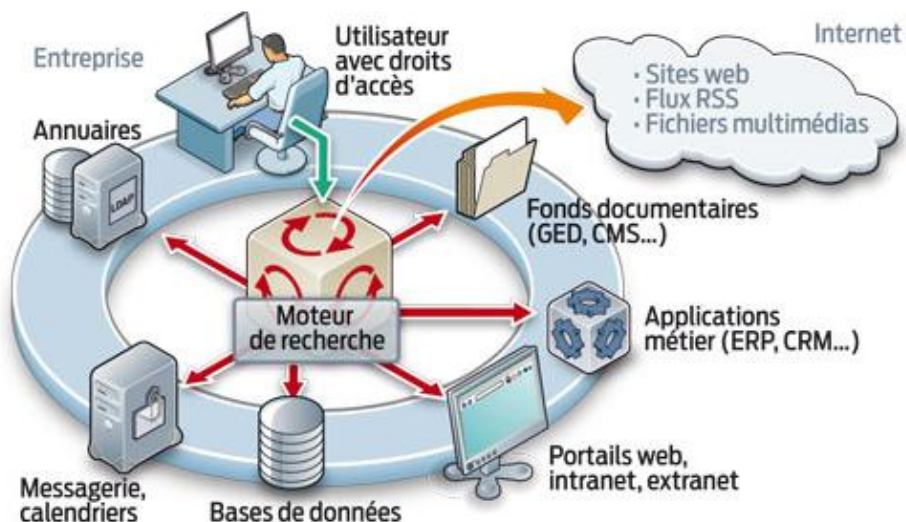 Entreprise
Utilisateur
avec droits
d'accès
Internet
· Sites web
· Flux RSS
· Fichiers multimédias
Annuaires
LDAP
Fonds documentaires
(GED, CMS...)
Moteur
de recherche
Applications
métier (ERP, CRM...)
Portails web,
intranet, extranet
Messagerie,
calendriers
Bases de données